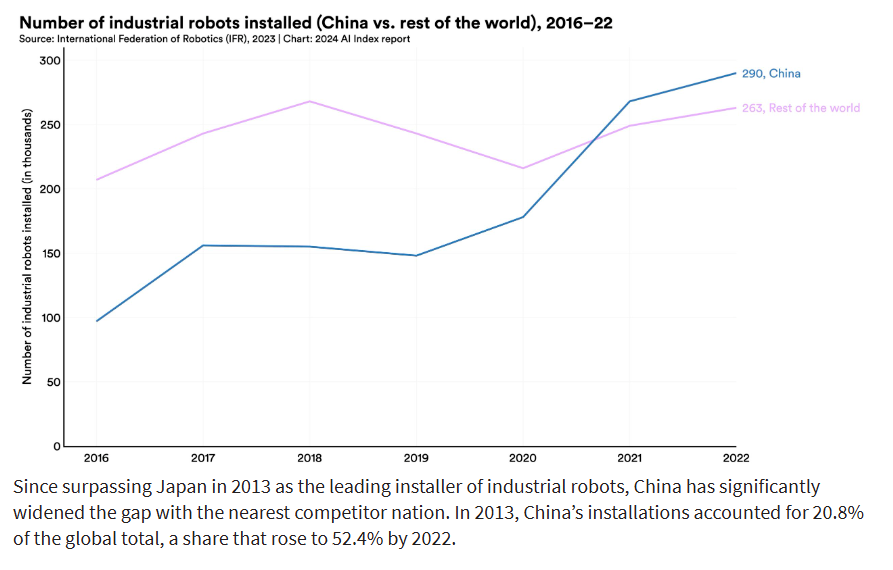 Number of industrial robots installed (China vs. rest of the world), 2016–22
Source: International Federation of Robotics (IFR), 2023 | Chart: 2024 AI Index report
Number of industrial robots installed (in thousands)
300
250
200
150
100
50
0
290, China
263, Rest of the world
2016 2017 2018 2019 2020 2021 2022
Since surpassing Japan in 2013 as the leading installer of industrial robots, China has significantly
widened the gap with the nearest competitor nation. In 2013, China’s installations accounted for 20.8%
of the global total, a share that rose to 52.4% by 2022.